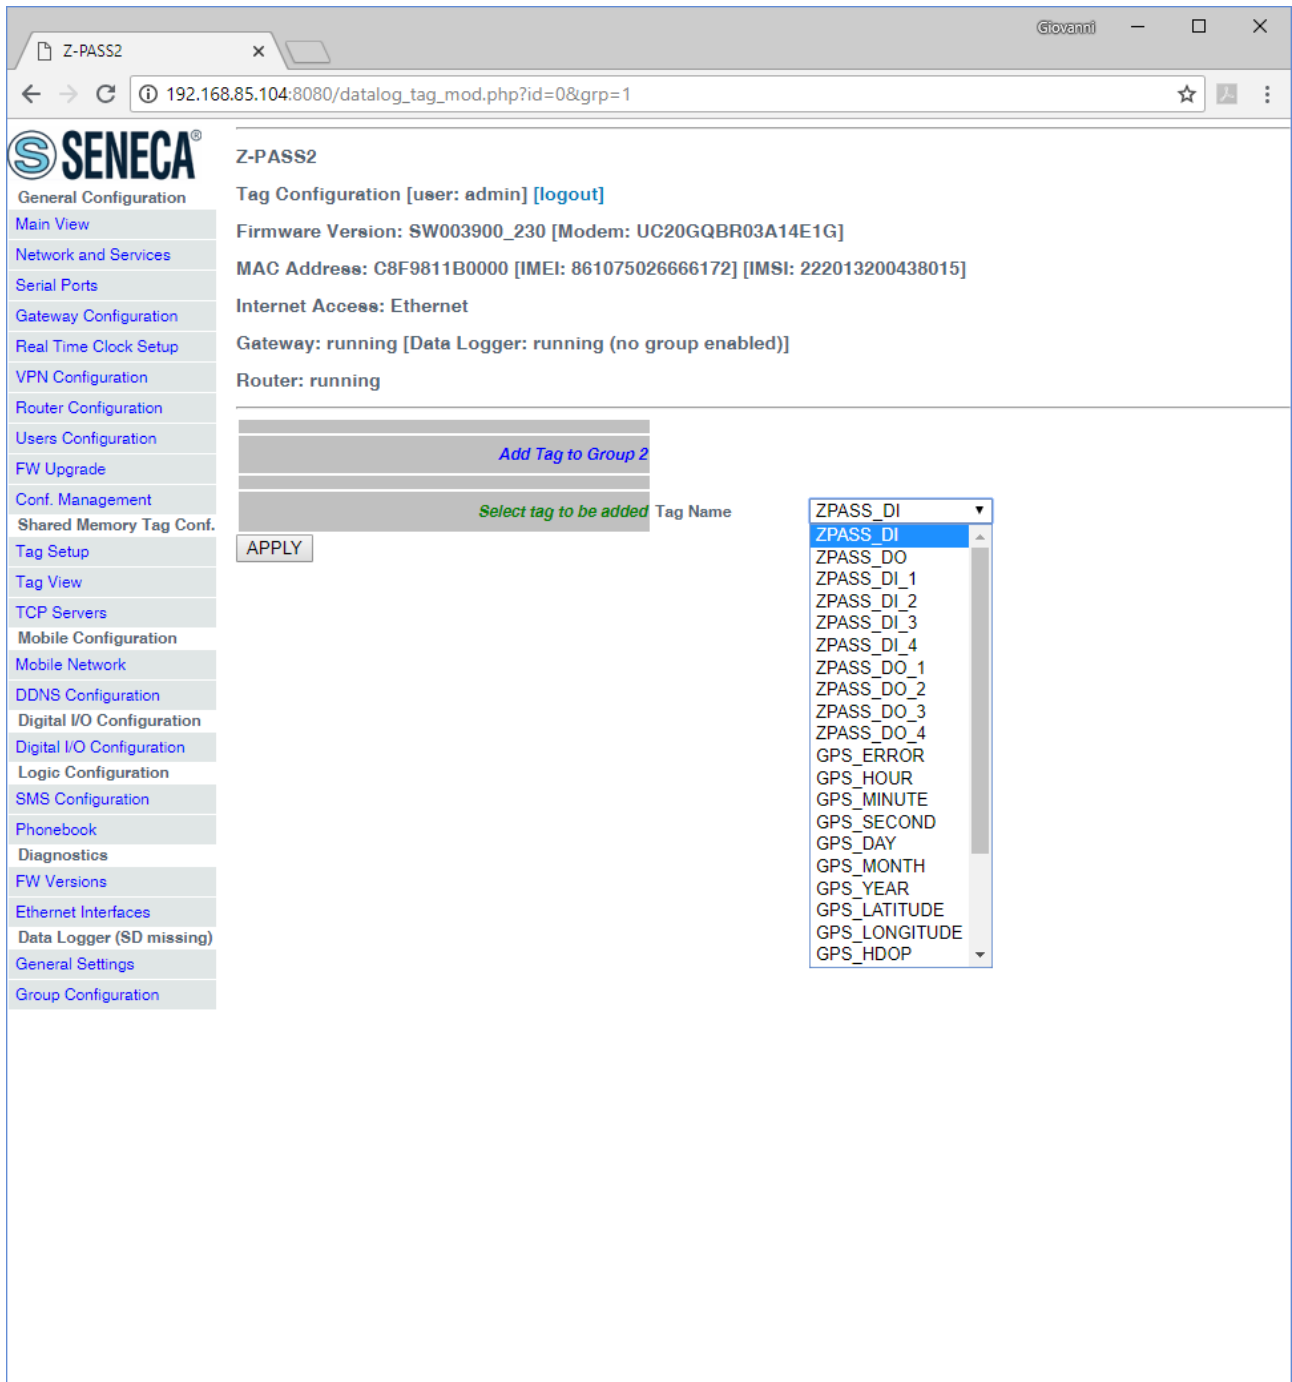 Giovanni
Z-PASS2
192.168.85.104:8080/datalog_tag_mod.php?id=0&grp=1
SENECA®
General Configuration
Main View
Network and Services
Serial Ports
Gateway Configuration
Real Time Clock Setup
VPN Configuration
Router Configuration
Users Configuration
FW Upgrade
Conf. Management
Shared Memory Tag Conf.
Tag Setup
Tag View
TCP Servers
Mobile Configuration
Mobile Network
DDNS Configuration
Digital I/O Configuration
Digital I/O Configuration
Logic Configuration
SMS Configuration
Phonebook
Diagnostics
FW Versions
Ethernet Interfaces
Data Logger (SD missing)
General Settings
Group Configuration
Z-PASS2
Tag Configuration [user: admin] [logout]
Firmware Version: SW003900_230 [Modem: UC20GQBR03A14E1G]
MAC Address: C8F9811B0000 [IMEI: 861075026666172] [IMSI: 222013200438015]
Internet Access: Ethernet
Gateway: running [Data Logger: running (no group enabled)]
Router: running
Add Tag to Group 2
Select tag to be added Tag Name ZPASS_DI
APPLY
ZPASS_DI
ZPASS_DO
ZPASS_DI_1
ZPASS_DI_2
ZPASS_DI_3
ZPASS_DI_4
ZPASS_DO_1
ZPASS_DO_2
ZPASS_DO_3
ZPASS_DO_4
GPS_ERROR
GPS_HOUR
GPS_MINUTE
GPS_SECOND
GPS_DAY
GPS_MONTH
GPS_YEAR
GPS_LATITUDE
GPS_LONGITUDE
GPS_HDOP